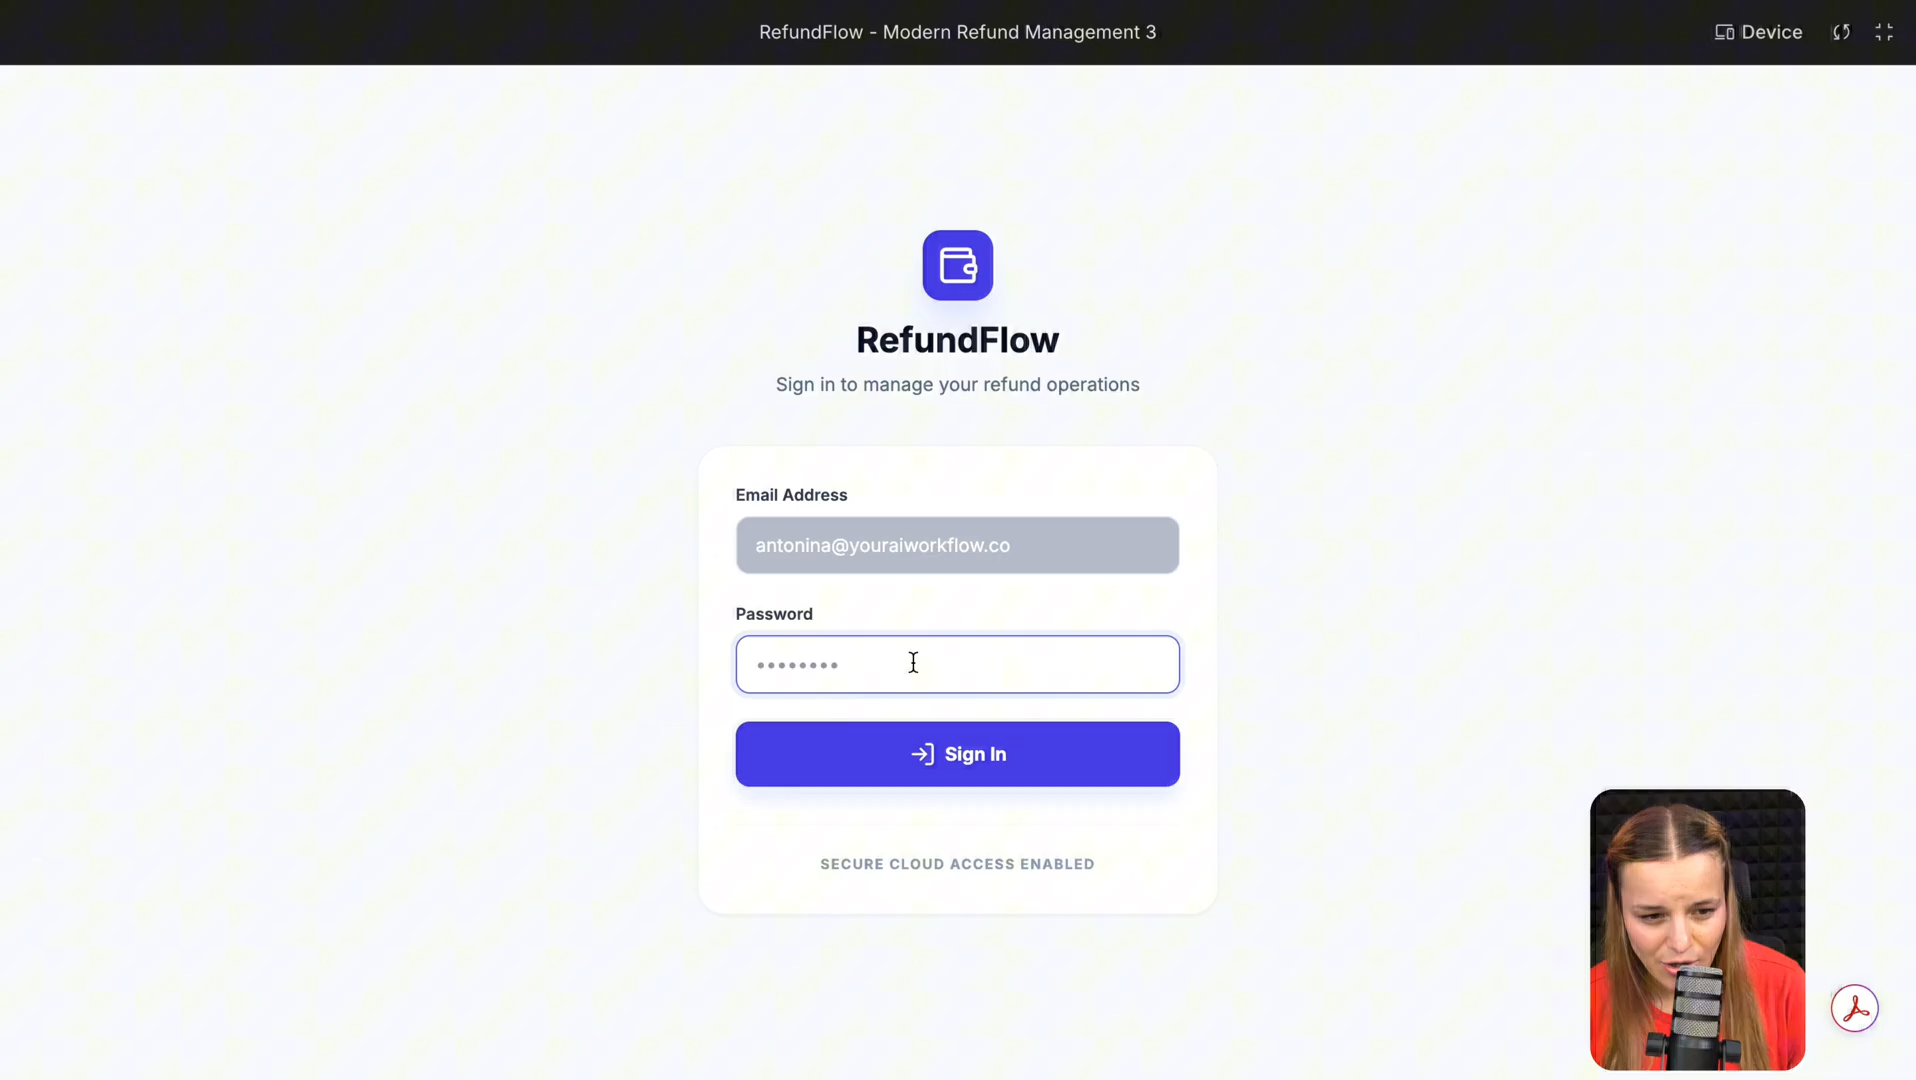 RefundFlow - Modern Refund Management 3
Device
RefundFlow
Sign in to manage your refund operations
Email Address
antonina@youraiworkflow.co
Password
Sign In
SECURE CLOUD ACCESS ENABLED